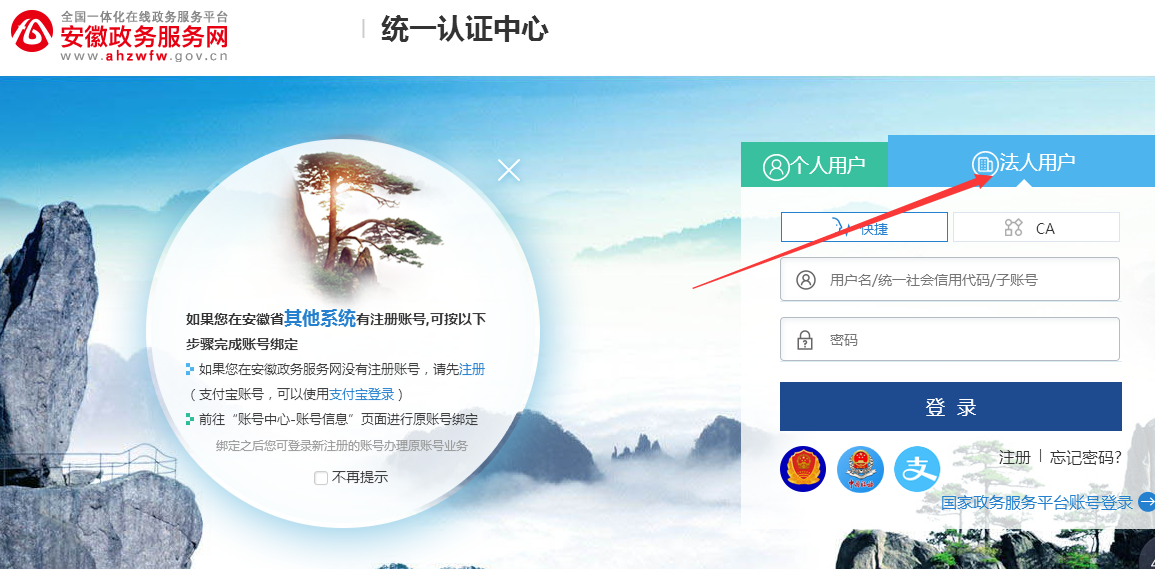 全国一体化在线政务服务平台
安徽政务服务网
www.ahzwfw.gov.cn
统一认证中心
如果您在安徽省其他系统有注册账号,可按以下
步骤完成账号绑定
如果您在安徽政务服务网没有注册账号，请先注册
（支付宝账号，可以使用支付宝登录）
前往“账号中心-账号信息”页面进行原账号绑定
绑定之后您可登录新注册的账号办理原账号业务
不再提示
个人用户
法人用户
快捷
CA
用户名/统一社会信用代码/子账号
密码
登 录
支
注册 | 忘记密码?
国家政务服务平台账号登录